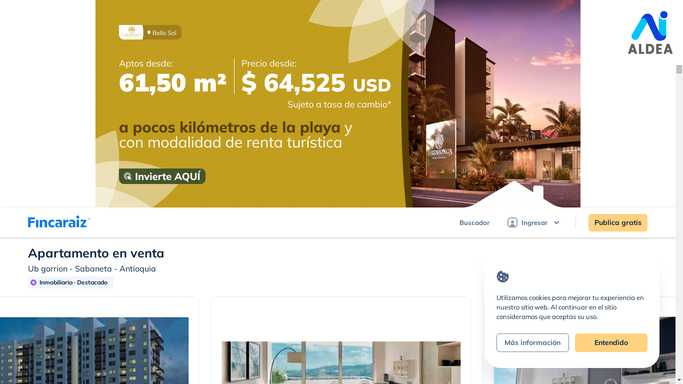 Bello Sol
Aptos desde:
61,50 m²
Precio desde:
$ 64,525 USD
Sujeto a tasa de cambio*
a pocos kilómetros de la playa y
con modalidad de renta turística
Invierte AQUÍ
ALDEA
Fincaraiz
Buscador
Ingresar
Publica gratis
Apartamento en venta
Ub gorrion - Sabaneta - Antioquia
Inmobiliaria - Destacado
Utilizamos cookies para mejorar tu experiencia en
nuestro sitio web. Al continuar en el sitio
consideramos que aceptas su uso.
Más información
Entendido